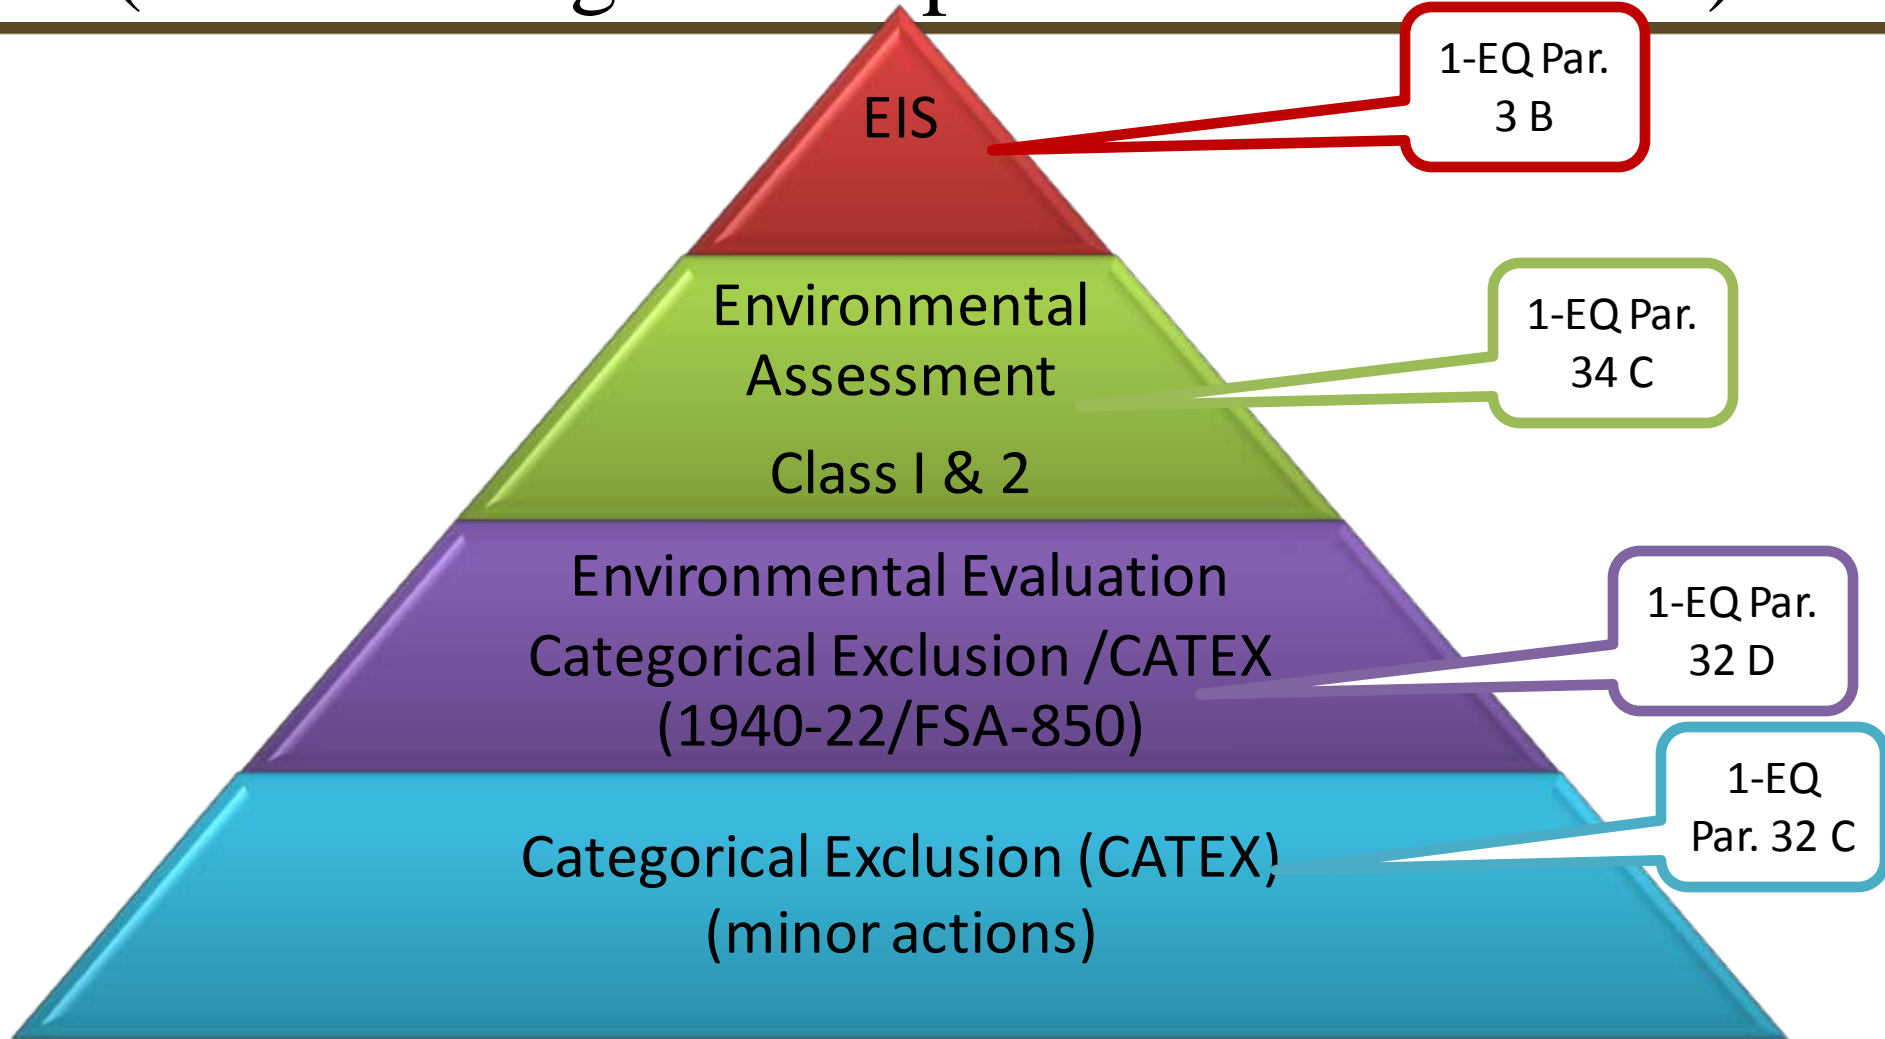 EIS
1-EQ Par.
3 B
Environmental
Assessment
Class I & 2
1-EQ Par.
34 C
Environmental Evaluation
Categorical Exclusion /CATEX
(1940-22/FSA-850)
1-EQ Par.
32 D
Categorical Exclusion (CATEX)
(minor actions)
1-EQ
Par. 32 C